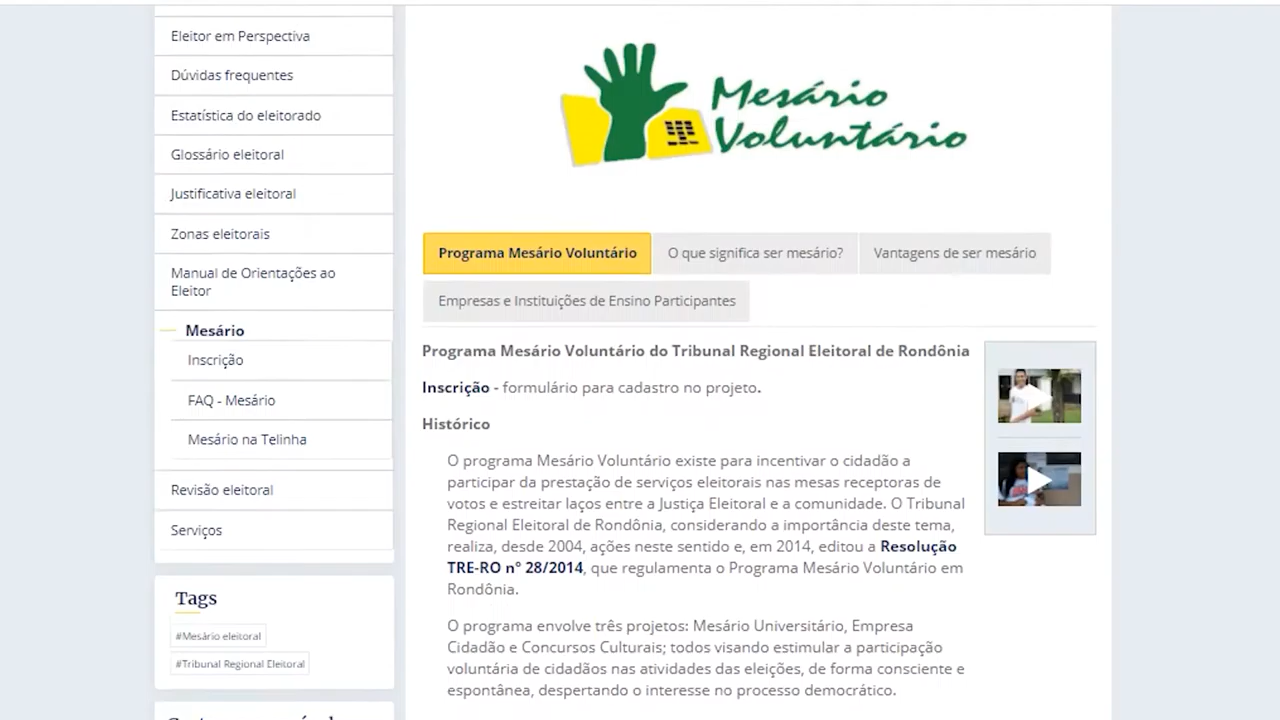 Eleitor em Perspectiva
Dúvidas frequentes
Estatística do eleitorado
Glossário eleitoral
Justificativa eleitoral
Zonas eleitorais
Manual de Orientações ao
Eleitor
Mesário
Inscrição
FAQ - Mesário
Mesário na Telinha
Revisão eleitoral
Serviços
Tags
#Mesário eleitoral
#Tribunal Regional Eleitoral
Mesário
Voluntário
Programa Mesário Voluntário
O que significa ser mesário?
Vantagens de ser mesário
Empresas e Instituições de Ensino Participantes
Programa Mesário Voluntário do Tribunal Regional Eleitoral de Rondônia
Inscrição - formulário para cadastro no projeto.
Histórico
O programa Mesário Voluntário existe para incentivar o cidadão a
participar da prestação de serviços eleitorais nas mesas receptoras de
votos e estreitar laços entre a Justiça Eleitoral e a comunidade. O Tribunal
Regional Eleitoral de Rondônia, considerando a importância deste tema,
realiza, desde 2004, ações neste sentido e, em 2014, editou a Resolução
TRE-RO nº 28/2014, que regulamenta o Programa Mesário Voluntário em
Rondônia.
O programa envolve três projetos: Mesário Universitário, Empresa
Cidadão e Concursos Culturais; todos visando estimular a participação
voluntária de cidadãos nas atividades das eleições, de forma consciente e
espontânea, despertando o interesse no processo democrático.